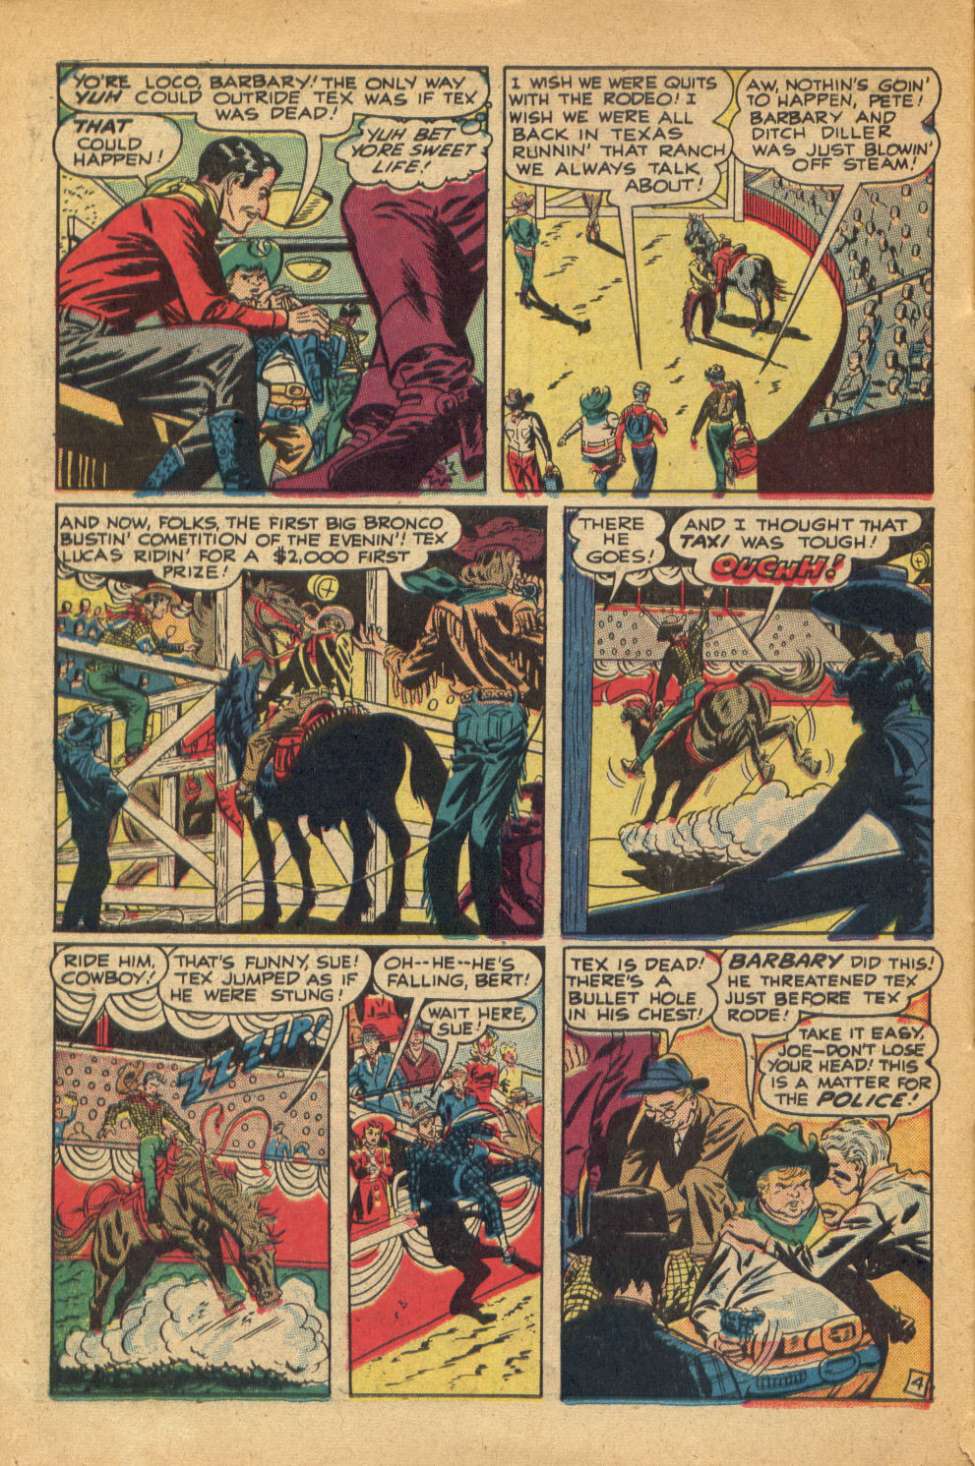 YO'RE LOCO, BARBARY! THE ONLY WAY
YUH COULD OUTRIDE TEX WAS IF TEX
WAS DEAD!
THAT
COULD
HAPPEN!
YUH BET
YORE SWEET
LIFE!
I WISH WE WERE QUITS
WITH THE RODEO! I
WISH WE WERE ALL
BACK IN TEXAS
RUNNIN' THAT RANCH
WE ALWAYS TALK
ABOUT!
AW, NOTHIN'S GOIN'
TO HAPPEN, PETE!
BARBARY AND
DITCH DILLER
WAS JUST BLOWIN'
OFF STEAM!
AND NOW, FOLKS, THE FIRST BIG BRONCO
BUSTIN' COMETITION OF THE EVENIN'! TEX
LUCAS RIDIN' FOR A $2,000 FIRST
PRIZE!
THERE
HE
GOES!
AND I THOUGHT THAT
TAXI WAS TOUGH!
OUCHH!
RIDE HIM,
COWBOY!
THAT'S FUNNY, SUE!
TEX JUMPED AS IF
HE WERE STUNG!
Z-Z-ZIP!
OH--HE--HE'S
FALLING, BERT!
WAIT HERE,
SUE!
TEX IS DEAD!
THERE'S A
BULLET HOLE
IN HIS CHEST!
BARBARY DID THIS!
HE THREATENED TEX
JUST BEFORE TEX
RODE!
TAKE IT EASY,
JOE-DON'T LOSE
YOUR HEAD! THIS
IS A MATTER FOR
THE POLICE!
4